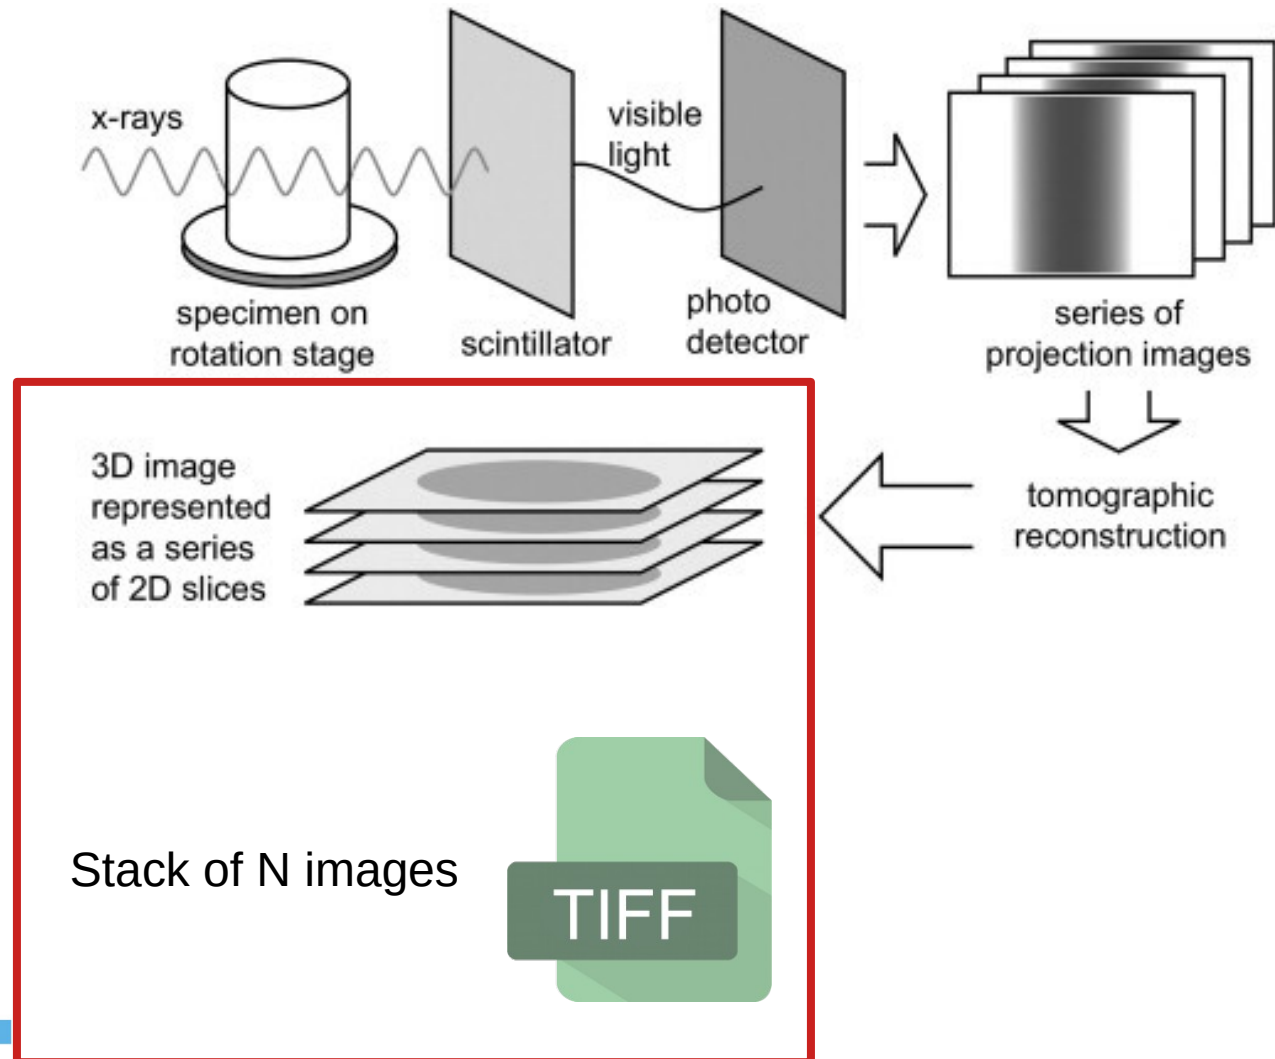 x-rays
visible
light
specimen on
rotation stage
scintillator
photo
detector
series of
projection images
tomographic
reconstruction
3D image
represented
as a series
of 2D slices
Stack of N images
TIFF